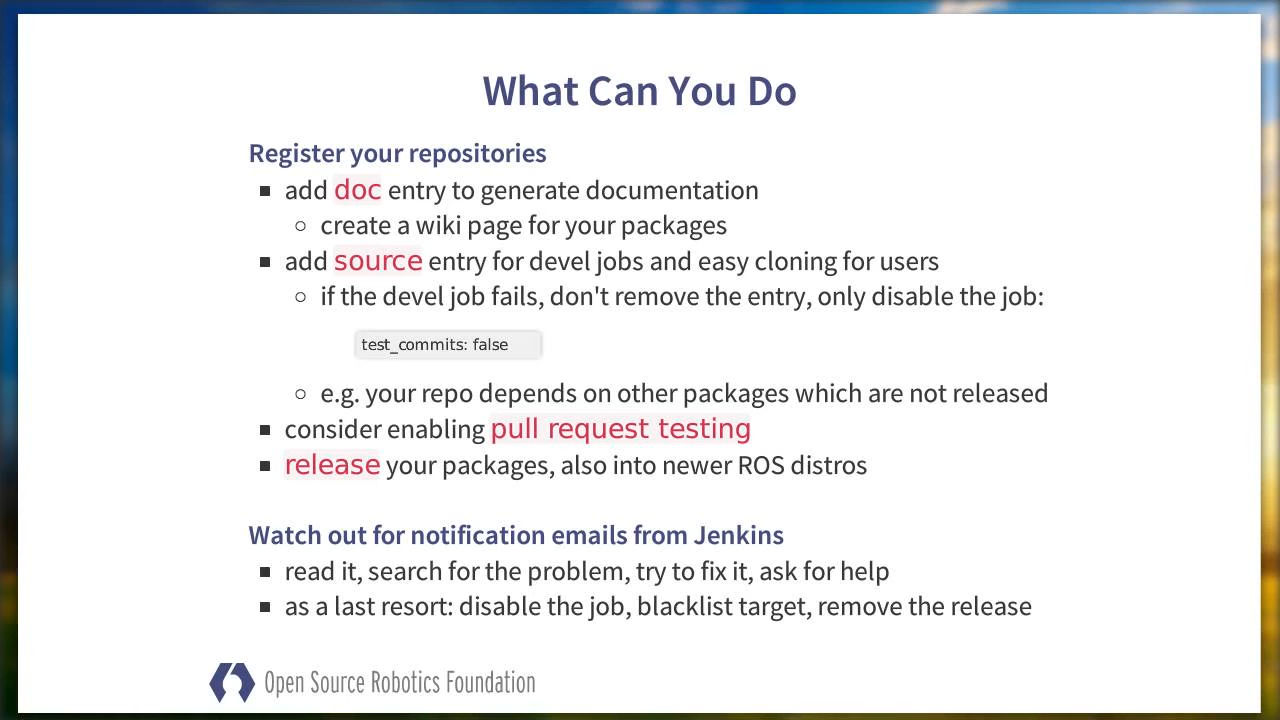 What Can You Do
Register your repositories
add doc entry to generate documentation
create a wiki page for your packages
add source entry for devel jobs and easy cloning for users
if the devel job fails, don't remove the entry, only disable the job:
test_commits: false
e.g. your repo depends on other packages which are not released
consider enabling pull request testing
release your packages, also into newer ROS distros
Watch out for notification emails from Jenkins
read it, search for the problem, try to fix it, ask for help
as a last resort: disable the job, blacklist target, remove the release
Open Source Robotics Foundation